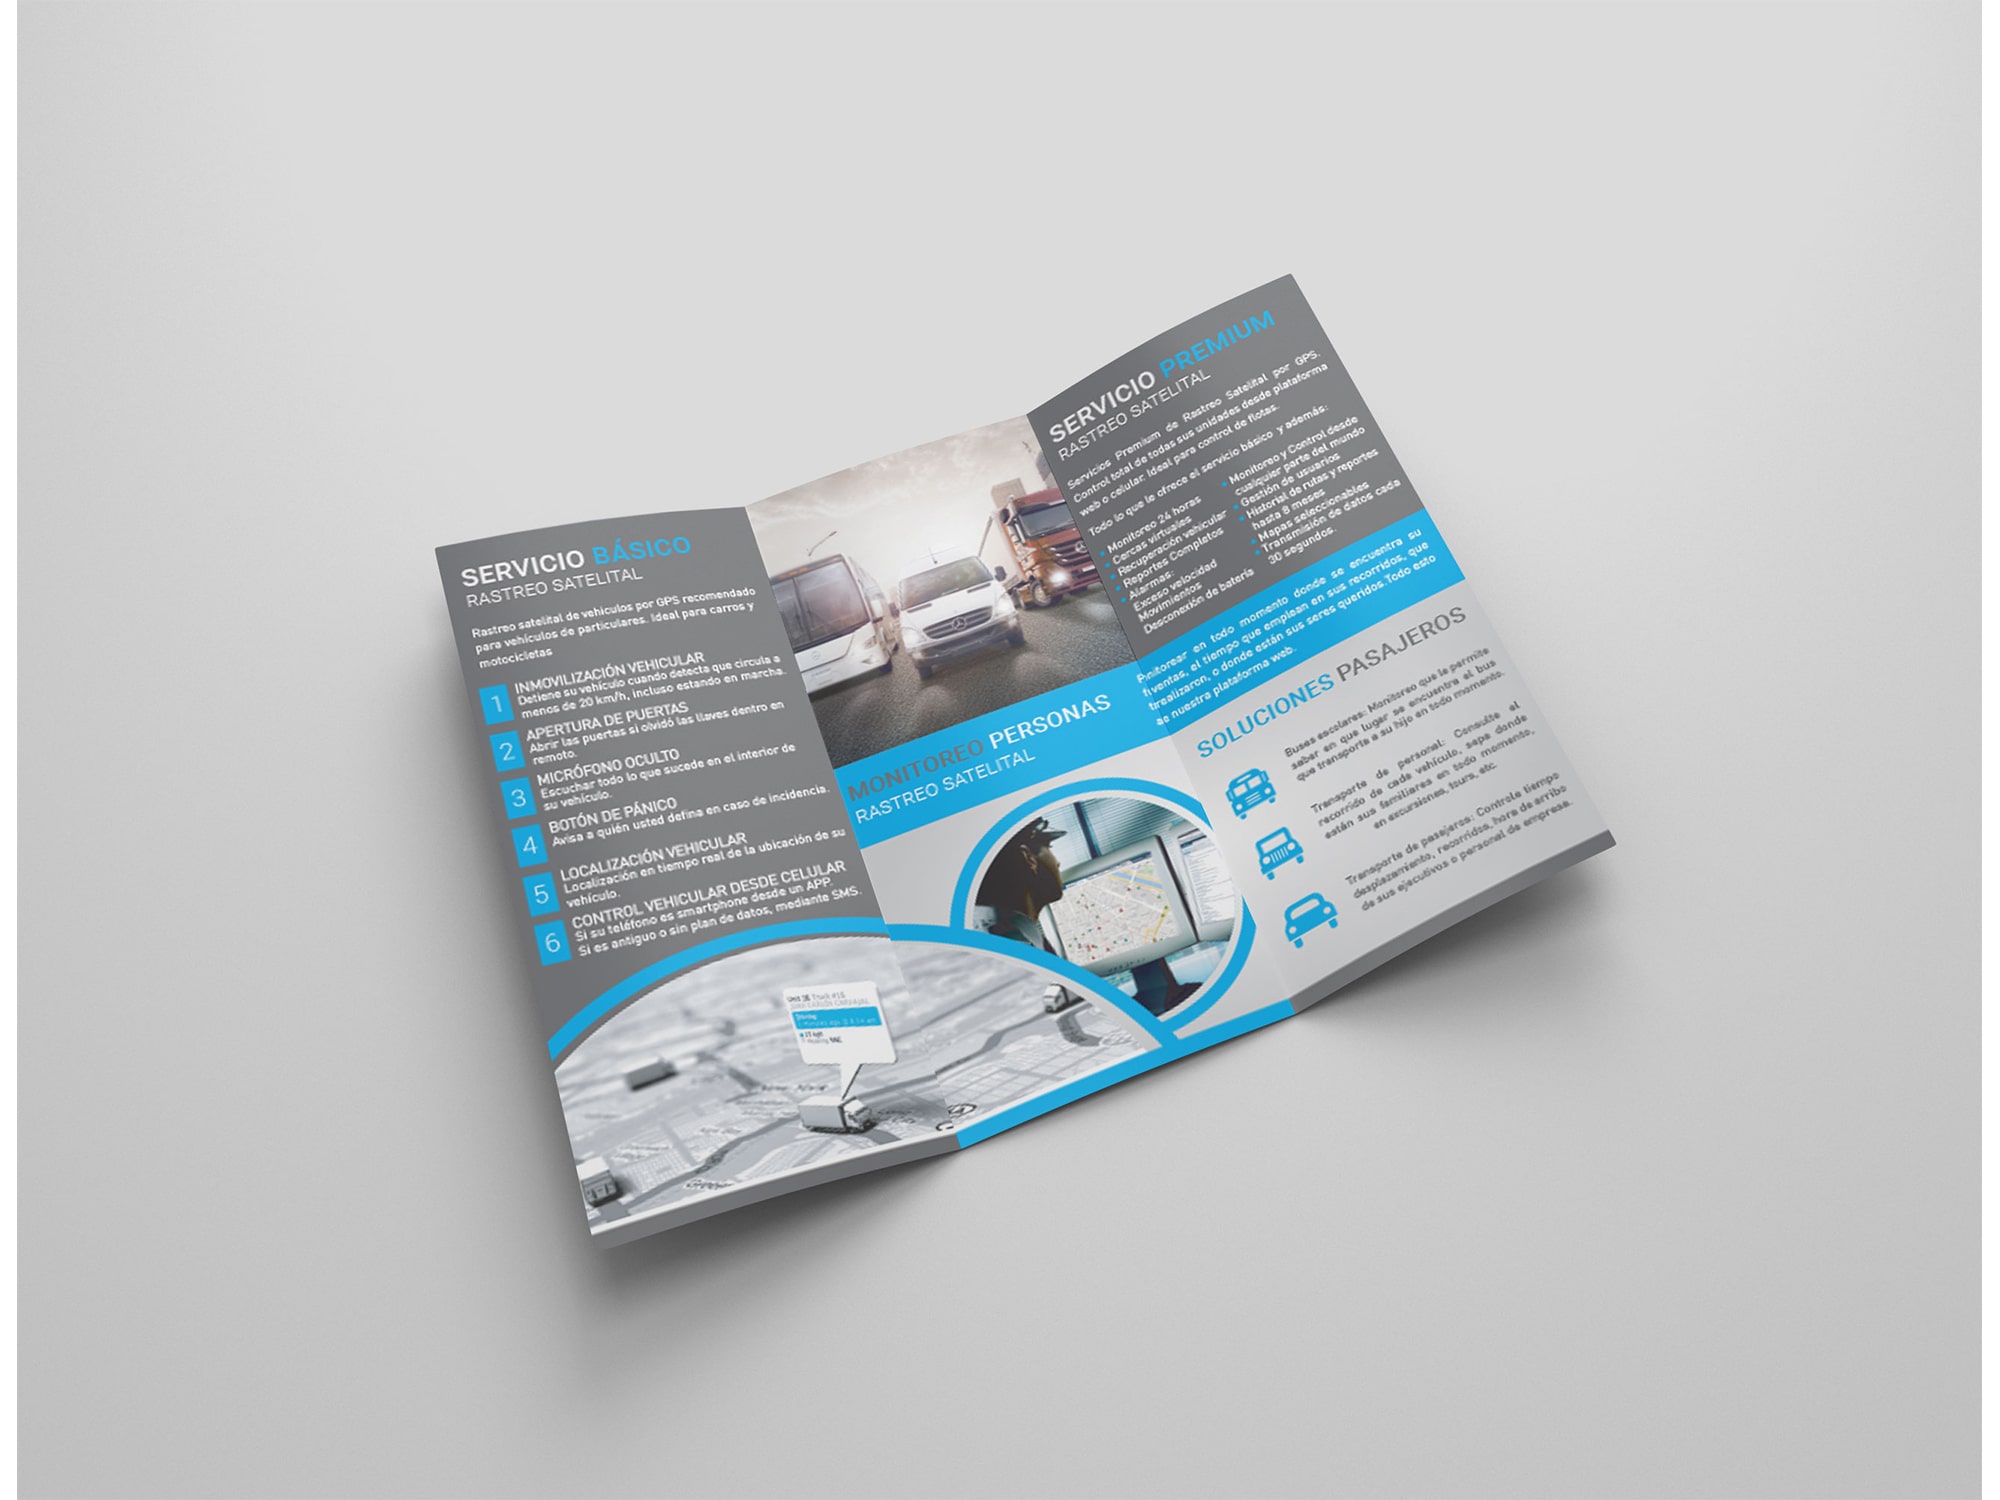 SERVICIO BÁSICO
RASTREO SATELITAL
Rastreo satelital de vehículos por GPS recomendado
para vehículos de particulares. Ideal para carros y
motocicletas
1
INMOVILIZACIÓN VEHICULAR
Detiene su vehículo cuando detecta que circula a
menos de 20 km/h, incluso estando en marcha.
2
APERTURA DE PUERTAS
Abrir las puertas si olvidó las llaves dentro en
remoto.
3
MICRÓFONO OCULTO
Escuchar todo lo que sucede en el interior de
su vehículo.
4
BOTÓN DE PÁNICO
Avisa a quién usted defina en caso de incidencia.
5
LOCALIZACIÓN VEHICULAR
Localización en tiempo real de la ubicación de su
vehículo.
6
CONTROL VEHICULAR DESDE CELULAR
Si su teléfono es smartphone desde un APP.
Si es antiguo o sin plan de datos, mediante SMS.
Unit 38 Truck #16
Driving
MONITOREO PERSONAS
RASTREO SATELITAL
SERVICIO PREMIUM
RASTREO SATELITAL
Servicios Premium de Rastreo Satelital por GPS.
Control total de todas sus unidades desde plataforma
web o celular. Ideal para control de flotas.
Todo lo que le ofrece el servicio básico y además:
Monitoreo 24 horas
Cercas virtuales
Recuperación vehicular
Reportes Completos
Alarmas:
Exceso velocidad
Movimientos
Desconexión de batería
Monitoreo y Control desde
cualquier parte del mundo
Gestión de usuarios
Historial de rutas y reportes
hasta 8 meses
Mapas seleccionables
Transmisión de datos cada
30 segundos.
nitorear en todo momento donde se encuentra su
ventas, el tiempo que emplean en sus recorridos, que
realizaron, o donde están sus seres queridos.Todo esto
nuestra plataforma web.
SOLUCIONES PASAJEROS
Buses escolares: Monitoreo que le permite
saber en que lugar se encuentra el bus
que transporte a su hijo en todo momento.
Transporte de personal: Consulte el
recorrido de cada vehículo, sepa donde
están sus familiares en todo momento,
en excursiones, tours, etc.
Transporte de pasajeros: Controle tiempo
desplazamiento, recorridos, hora de arribo
de sus ejecutivos o personal de empresa.